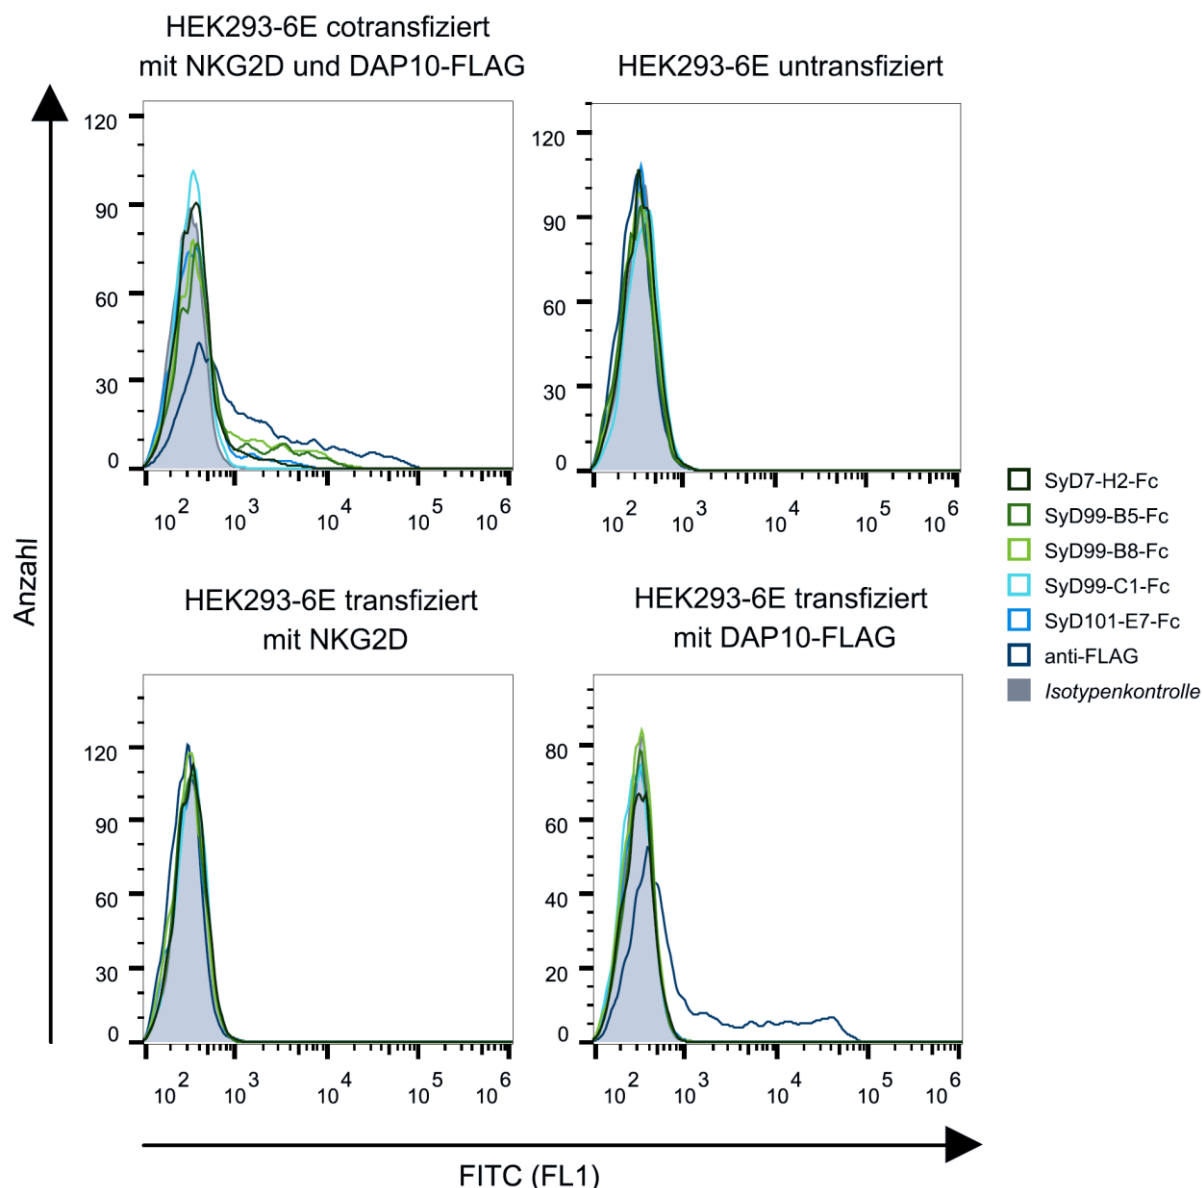 HEK293-6E cotransfiziert
mit NKG2D und DAP10-FLAG
120
90
60
30
0
10 2
10 3
10 4
10 5
10 6
HEK293-6E untransfiziert
120
90
60
30
0
10 2
10 3
10 4
10 5
10 6
SyD7-H2-Fc
SyD99-B5-Fc
SyD99-B8-Fc
SyD99-C1-Fc
SyD101-E7-Fc
anti-FLAG
Isotypenkontrolle
Anzahl
HEK293-6E transfiziert
mit NKG2D
120
90
60
30
0
10 2
10 3
10 4
10 5
10 6
HEK293-6E transfiziert
mit DAP10-FLAG
80
60
40
20
0
10 2
10 3
10 4
10 5
10 6
FITC (FL1)